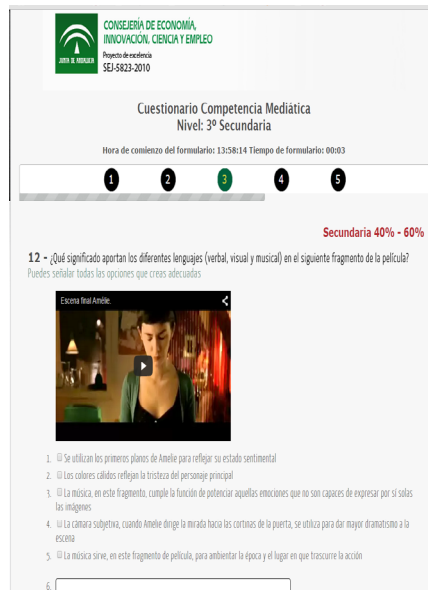 CONSEJERÍA DE ECONOMÍA,
INNOVACIÓN, CIENCIA Y EMPLEO
Proyecto de excelencia
SEJ-5823-2010
JUNTA DE ANDALUCIA
Cuestionario Competencia Mediática
Nivel: 3º Secundaria
Hora de comienzo del formulario: 13:58:14 Tiempo de formulario: 00:03
1 2 3 4 5
Secundaria 40% - 60%
12 - ¿Qué significado aportan los diferentes lenguajes (verbal, visual y musical) en el siguiente fragmento de la película?
Puedes señalar todas las opciones que creas adecuadas
Escena final Amélie.
1. Se utilizan los primeros planos de Amelie para reflejar su estado sentimental
2. Los colores cálidos reflejan la tristeza del personaje principal
3. La música, en este fragmento, cumple la función de potenciar aquellas emociones que no son capaces de expresar por sí solas
las imágenes
4. La cámara subjetiva, cuando Amelie dirige la mirada hacia las cortinas de la puerta, se utiliza para dar mayor dramatismo a la
escena
5. La música sirve, en este fragmento de película, para ambientar la época y el lugar en que trascurre la acción
6.